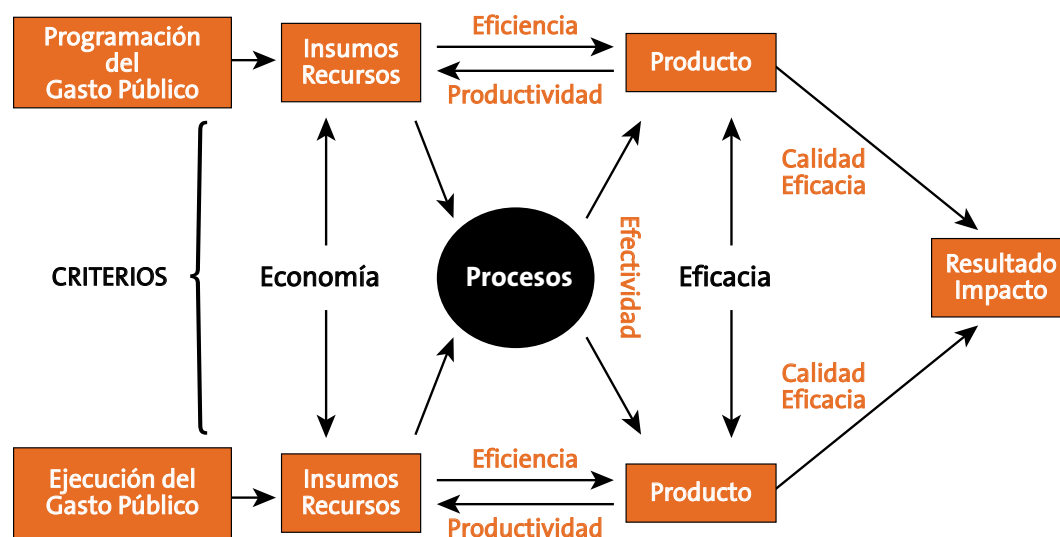 Programación
del
Gasto Público
Insumos
Recursos
Eficiencia
Productividad
Producto
Calidad
Eficacia
CRITERIOS
Economía
Procesos
Efectividad
Eficacia
Resultado
Impacto
Calidad
Eficacia
Ejecución del
Gasto Público
Insumos
Recursos
Eficiencia
Productividad
Producto